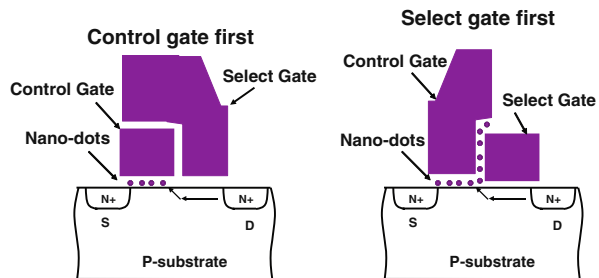 Control gate first
Control Gate
Select Gate
Nano-dots
N+
N+
S
D
P-substrate
Select gate first
Control Gate
Select Gate
Nano-dots
N+
N+
S
D
P-substrate